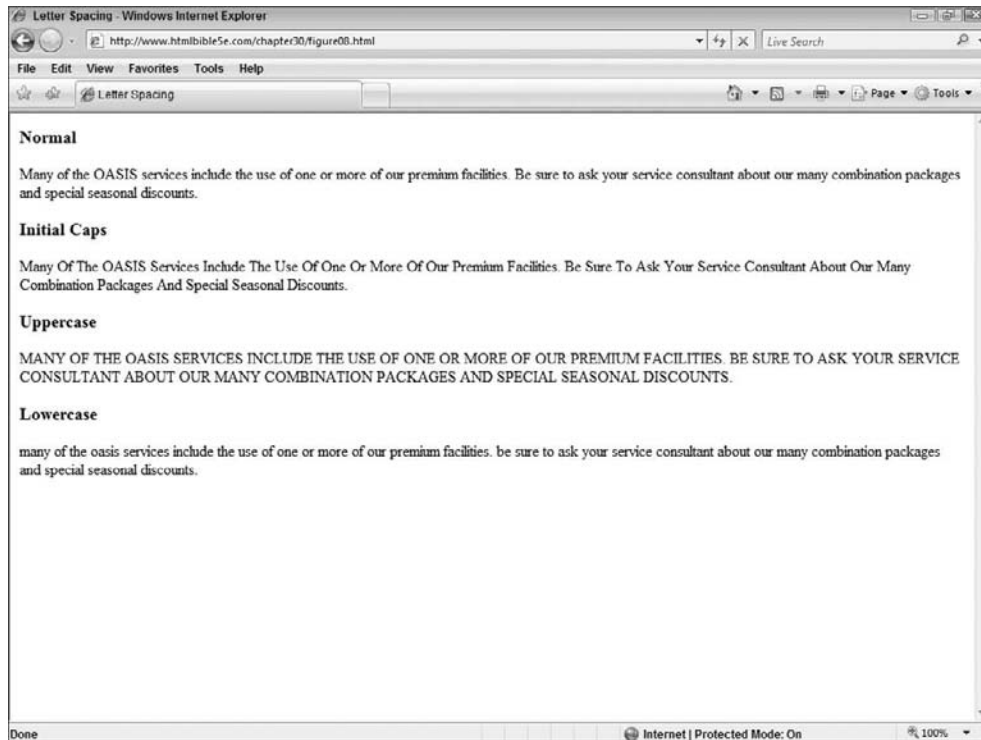 Letter Spacing - Windows Internet Explorer
http://www.htmlbible5e.com/chapter30/figure08.html Live Search
File Edit View Favorites Tools Help
Letter Spacing Page Tools
Normal
Many of the OASIS services include the use of one or more of our premium facilities. Be sure to ask your service consultant about our many combination packages
and special seasonal discounts.
Initial Caps
Many Of The OASIS Services Include The Use Of One Or More Of Our Premium Facilities. Be Sure To Ask Your Service Consultant About Our Many
Combination Packages And Special Seasonal Discounts.
Uppercase
MANY OF THE OASIS SERVICES INCLUDE THE USE OF ONE OR MORE OF OUR PREMIUM FACILITIES. BE SURE TO ASK YOUR SERVICE
CONSULTANT ABOUT OUR MANY COMBINATION PACKAGES AND SPECIAL SEASONAL DISCOUNTS.
Lowercase
many of the oasis services include the use of one or more of our premium facilities. be sure to ask your service consultant about our many combination packages
and special seasonal discounts.
Done Internet | Protected Mode: On 100%